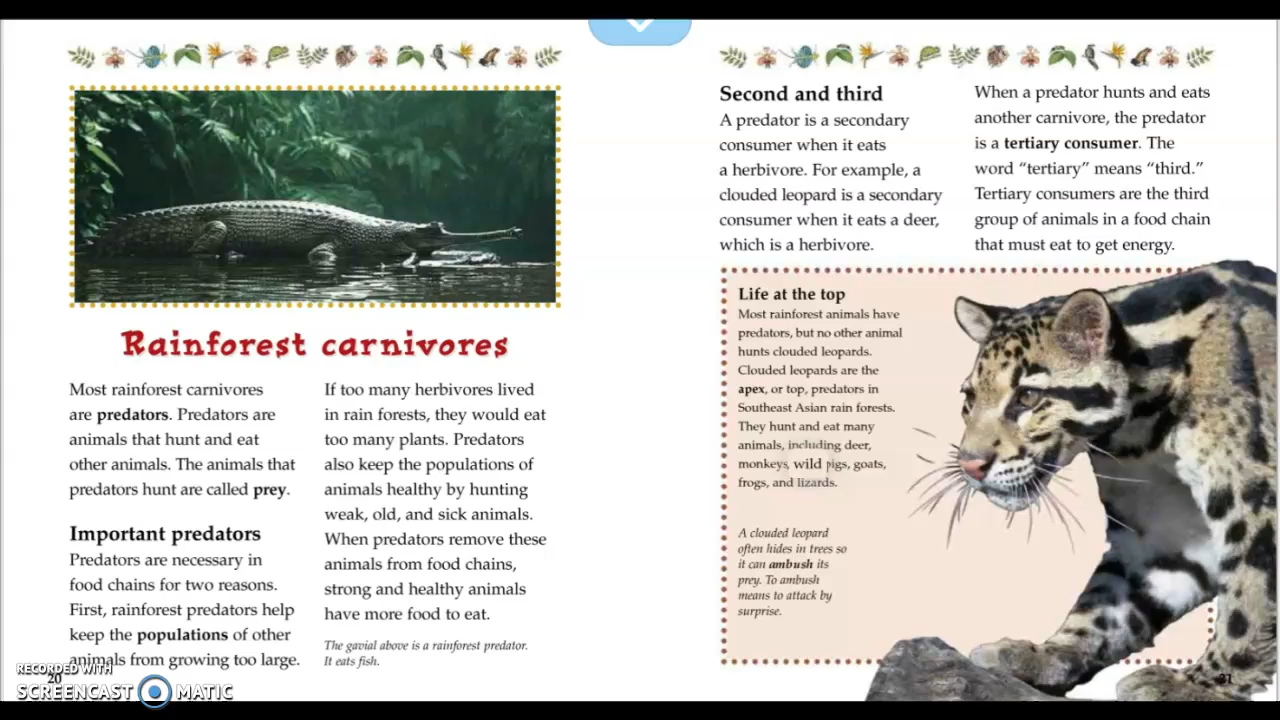 Rainforest carnivores
Most rainforest carnivores
are predators. Predators are
animals that hunt and eat
other animals. The animals that
predators hunt are called prey.
Important predators
Predators are necessary in
food chains for two reasons.
First, rainforest predators help
keep the populations of other
animals from growing too large.
If too many herbivores lived
in rain forests, they would eat
too many plants. Predators
also keep the populations of
animals healthy by hunting
weak, old, and sick animals.
When predators remove these
animals from food chains,
strong and healthy animals
have more food to eat.
The gavial above is a rainforest predator.
It eats fish.
20
RECORDED WITH
SCREENCAST MATIC
Second and third
A predator is a secondary
consumer when it eats
a herbivore. For example, a
clouded leopard is a secondary
consumer when it eats a deer,
which is a herbivore.
When a predator hunts and eats
another carnivore, the predator
is a tertiary consumer. The
word “tertiary” means “third.”
Tertiary consumers are the third
group of animals in a food chain
that must eat to get energy.
Life at the top
Most rainforest animals have
predators, but no other animal
hunts clouded leopards.
Clouded leopards are the
apex, or top, predators in
Southeast Asian rain forests.
They hunt and eat many
animals, including deer,
monkeys, wild pigs, goats,
frogs, and lizards.
A clouded leopard
often hides in trees so
it can ambush its
prey. To ambush
means to attack by
surprise.
21